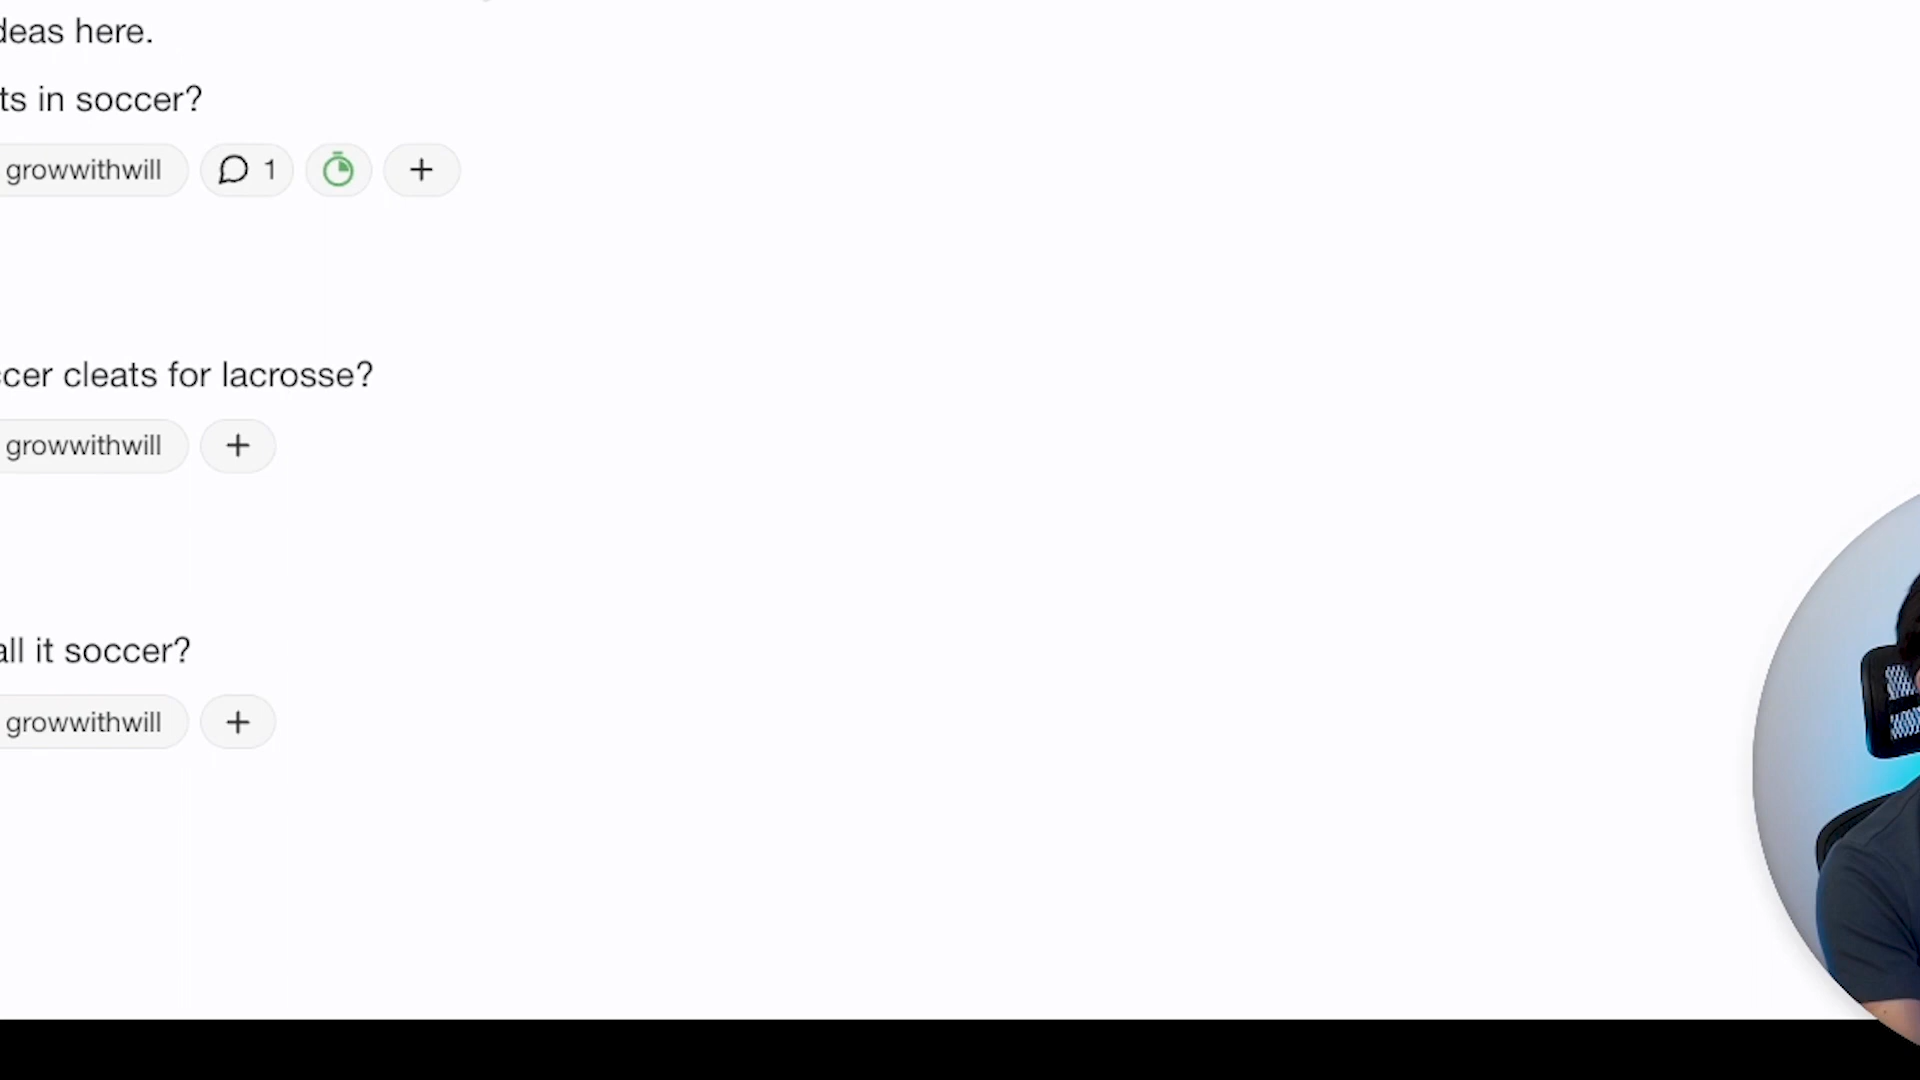 deas here.
ts in soccer?
growwithwill 1 +
cer cleats for lacrosse?
growwithwill +
all it soccer?
growwithwill +